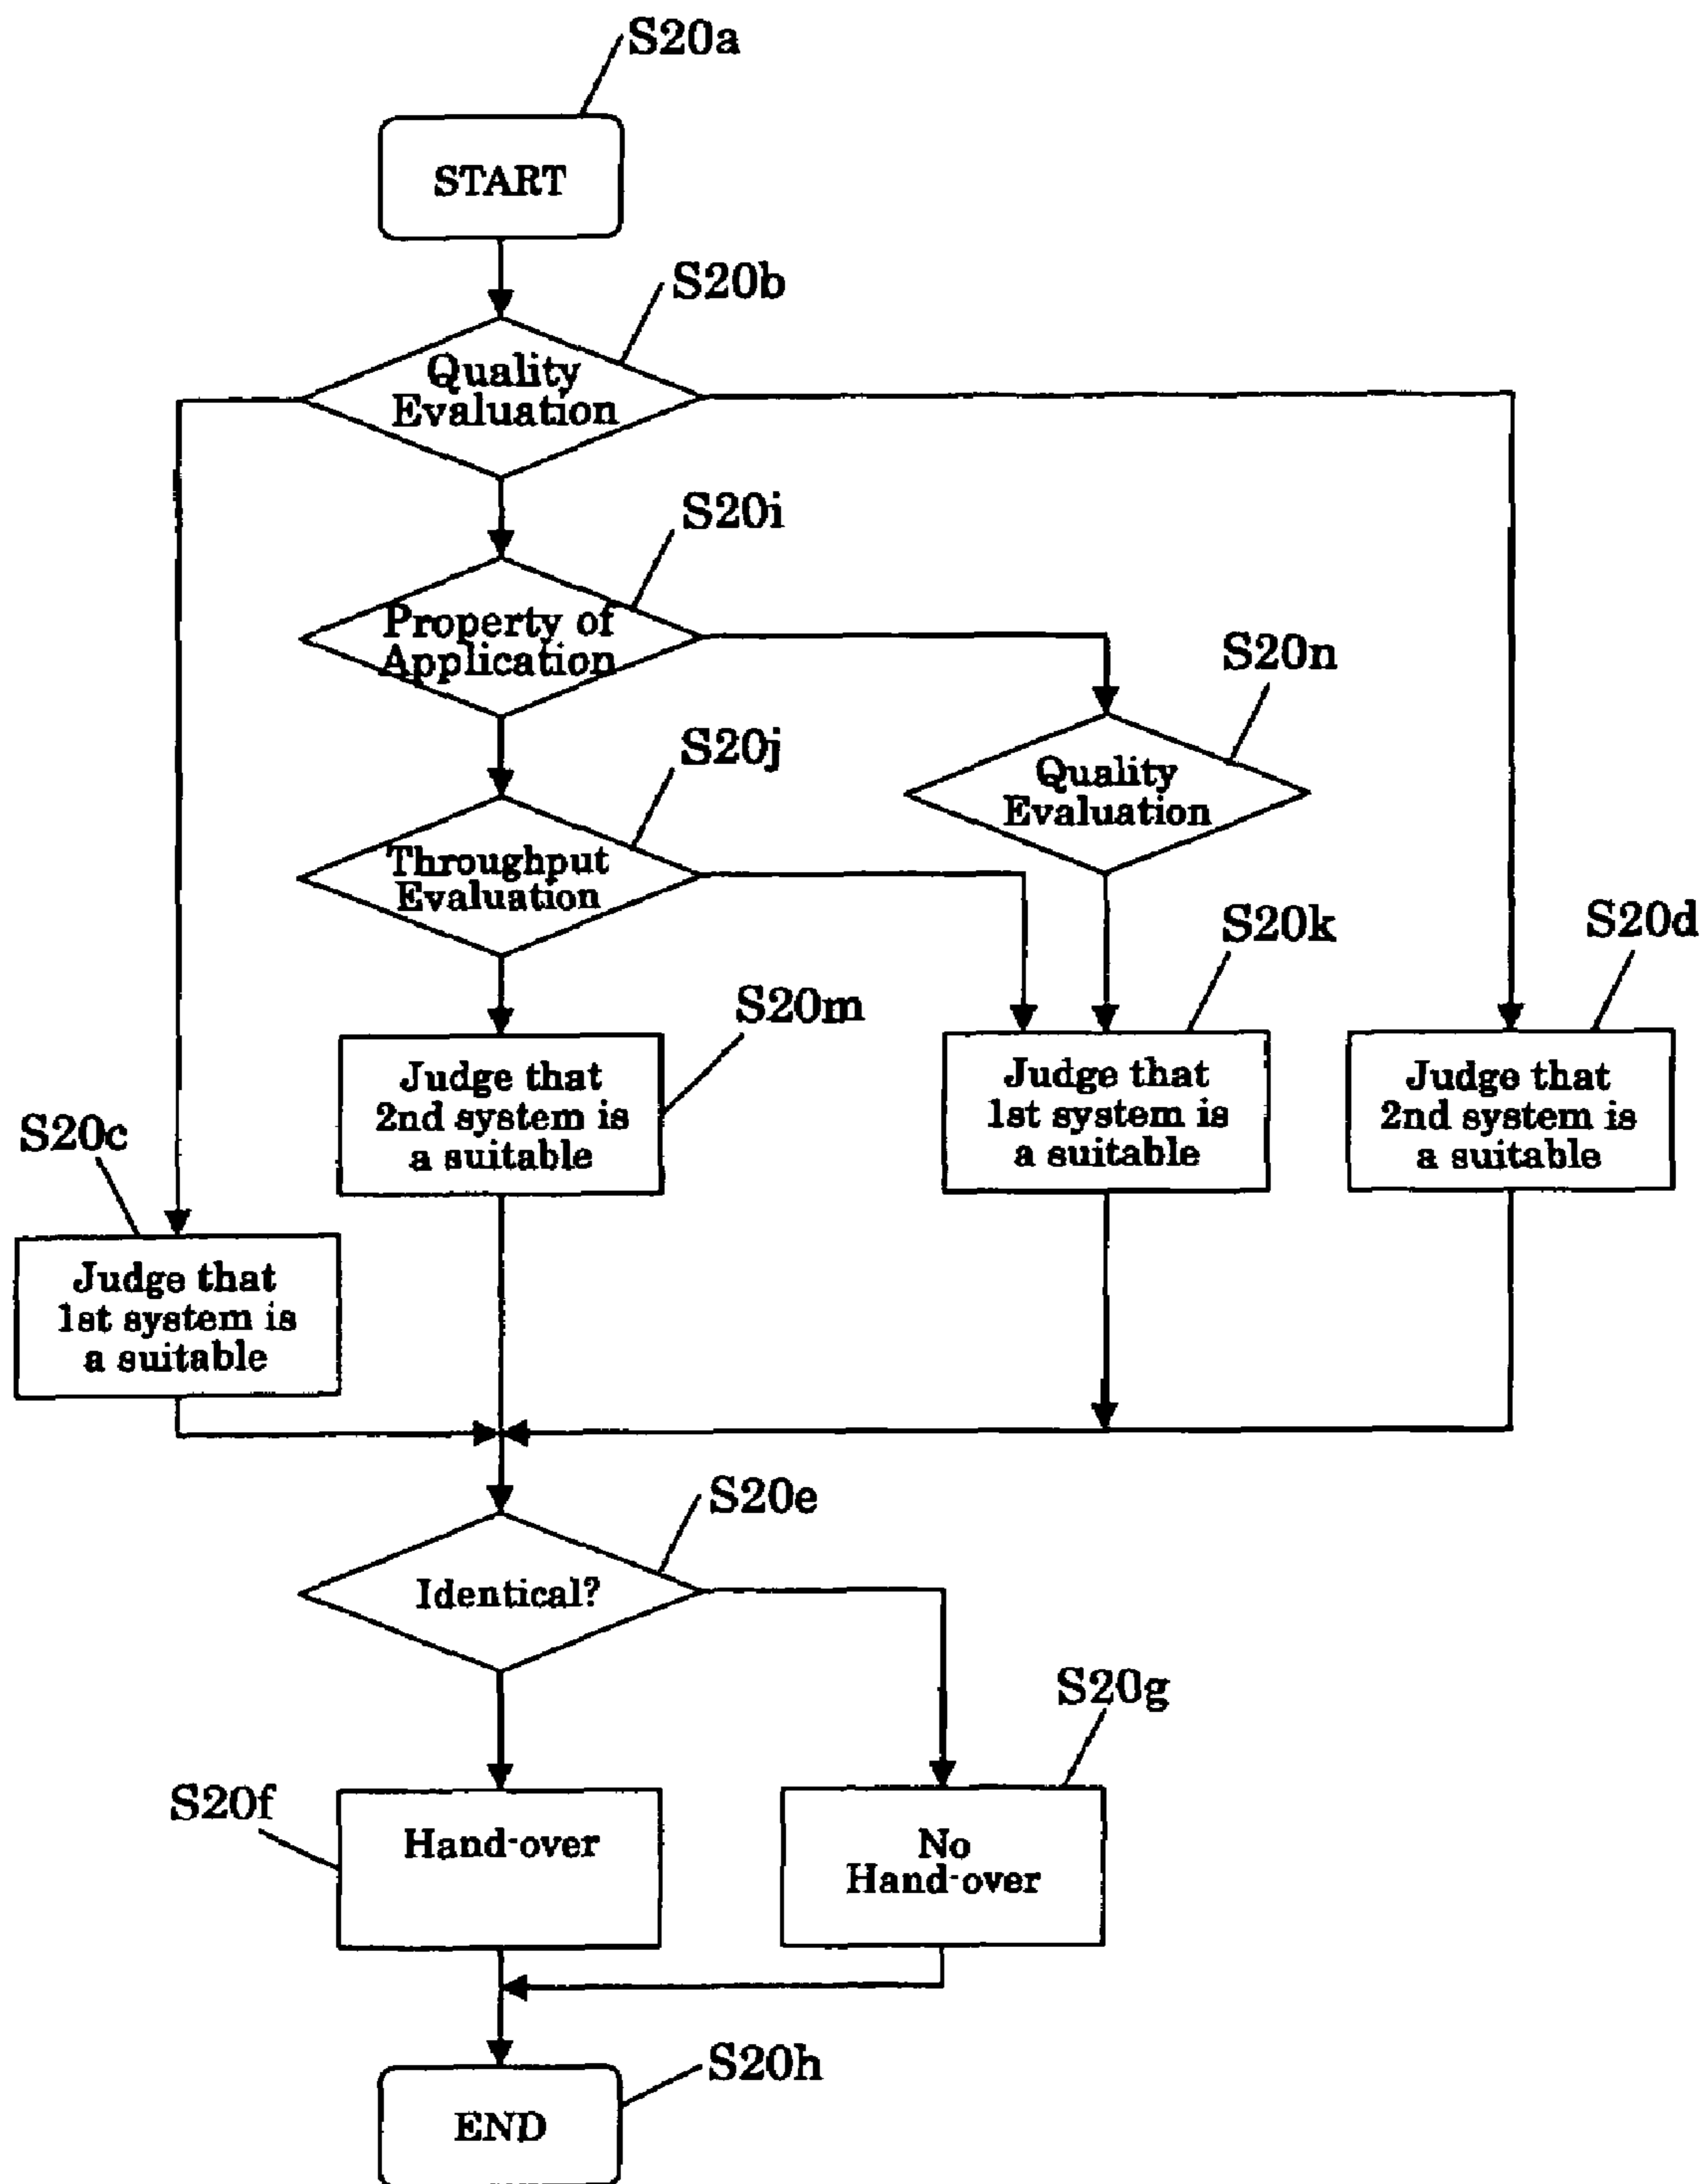 S20a
START
S20b
Quality
Evaluation
S20i
Property of
Application
S20n
S20j
Quality
Evaluation
Throughput
Evaluation
S20k
S20d
S20m
Judge that
2nd system is
a suitable
Judge that
1st system is
a suitable
Judge that
2nd system is
a suitable
S20c
Judge that
1st system is
a suitable
S20e
Identical?
S20g
S20f
Hand-over
No
Hand-over
S20h
END